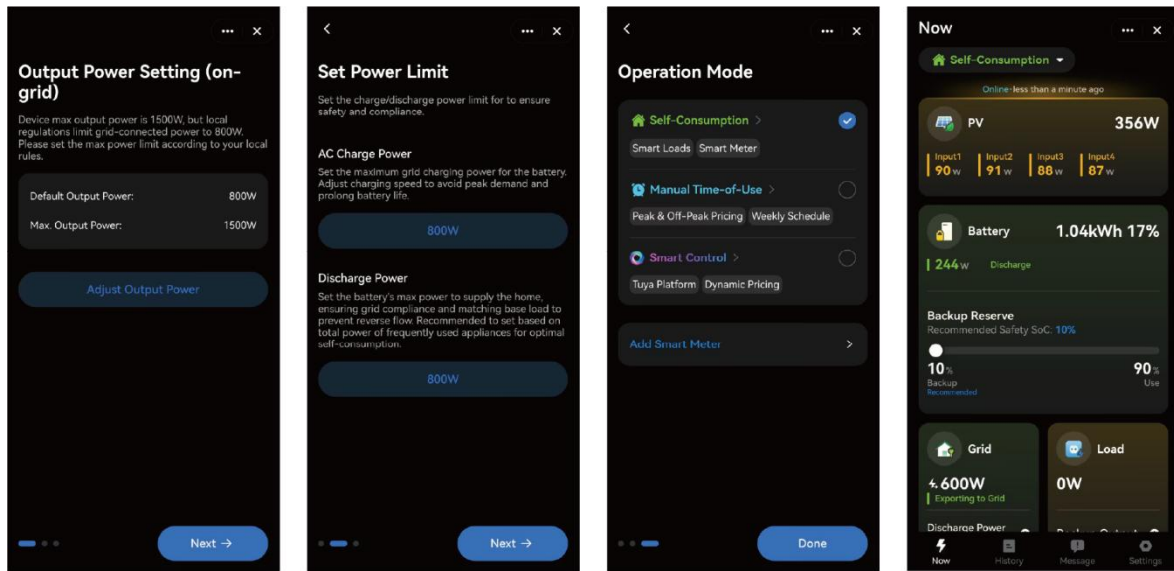 Output Power Setting (on-
grid)
Device max output power is 1500W, but local
regulations limit grid-connected power to 800W.
Please set the max power limit according to your local
rules.
Default Output Power: 800W
Max. Output Power: 1500W
Adjust Output Power
Next →
Set Power Limit
Set the charge/discharge power limit for to ensure
safety and compliance.
AC Charge Power
Set the maximum grid charging power for the battery.
Adjust charging speed to avoid peak demand and
prolong battery life.
800W
Discharge Power
Set the battery's max power to supply the home,
ensuring grid compliance and matching base load to
prevent reverse flow. Recommended to set based on
total power of frequently used appliances for optimal
self-consumption.
800W
Next →
Operation Mode
Self-Consumption >
Smart Loads Smart Meter
Manual Time-of-Use >
Peak & Off-Peak Pricing Weekly Schedule
Smart Control >
Tuya Platform Dynamic Pricing
Add Smart Meter >
Done
Now
Self-Consumption
Online·less than a minute ago
PV 356W
Input1 Input2 Input3 Input4
90 w 91 w 88 w 87 w
Battery 1.04kWh 17%
244 w Discharge
Backup Reserve
Recommended Safety SoC: 10%
10 % 90 %
Backup Use
Recommended
Grid Load
600W 0W
Exporting to Grid
Discharge Power
Now History Message Settings